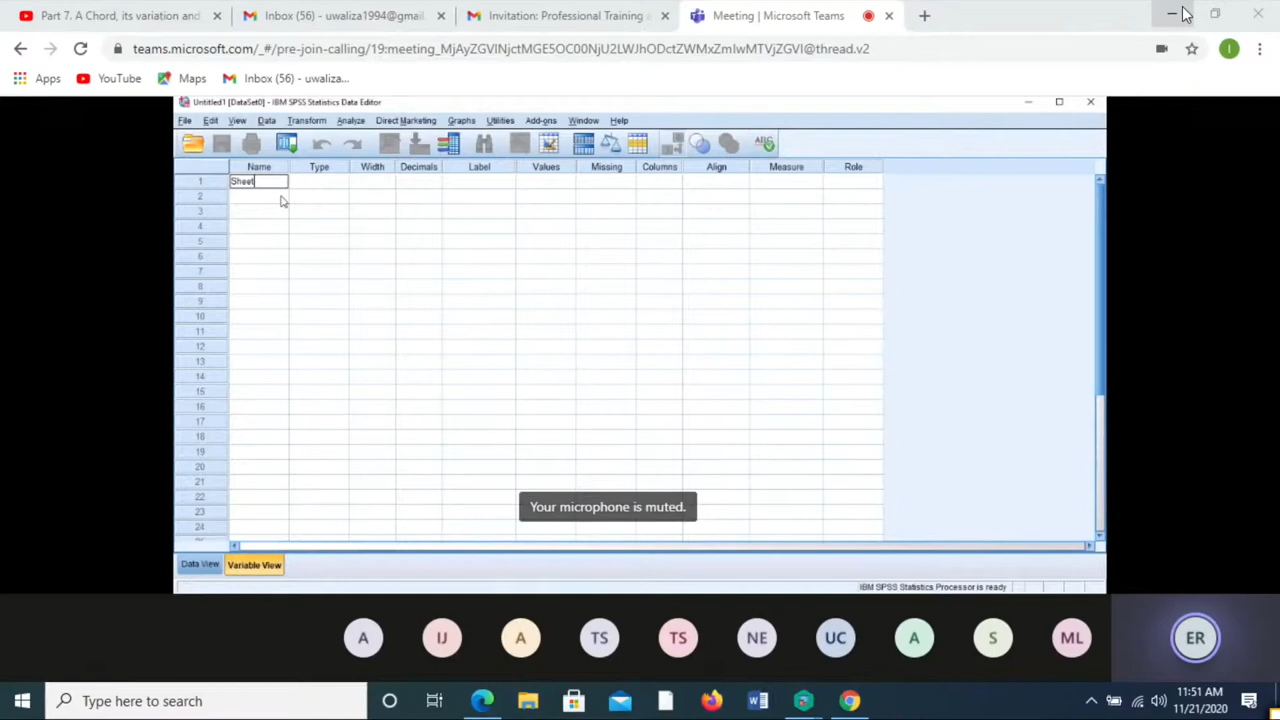 Part 7. A Chord, its variation and
Inbox (56) - uwaliza1994@gmail
Invitation: Professional Training a
Meeting | Microsoft Teams
teams.microsoft.com/_#/pre-join-calling/19:meeting_MjAyZGVlNjctMGE5OC00NjU2LWJhODctZWMxZmIwMTVjZGVl@thread.v2
I
Apps
YouTube
Maps
Inbox (56) - uwaliza...
Untitled1 [DataSet0] - IBM SPSS Statistics Data Editor
File Edit View Data Transform Analyze Direct Marketing Graphs Utilities Add-ons Window Help
Name Type Width Decimals Label Values Missing Columns Align Measure Role
1 Sheet
2
3
4
5
6
7
8
9
10
11
12
13
14
15
16
17
18
19
20
21
22
23
24
Your microphone is muted.
Data View Variable View
IBM SPSS Statistics Processor is ready
A IJ A TS TS NE UC A S ML ER
Type here to search
11:51 AM
11/21/2020